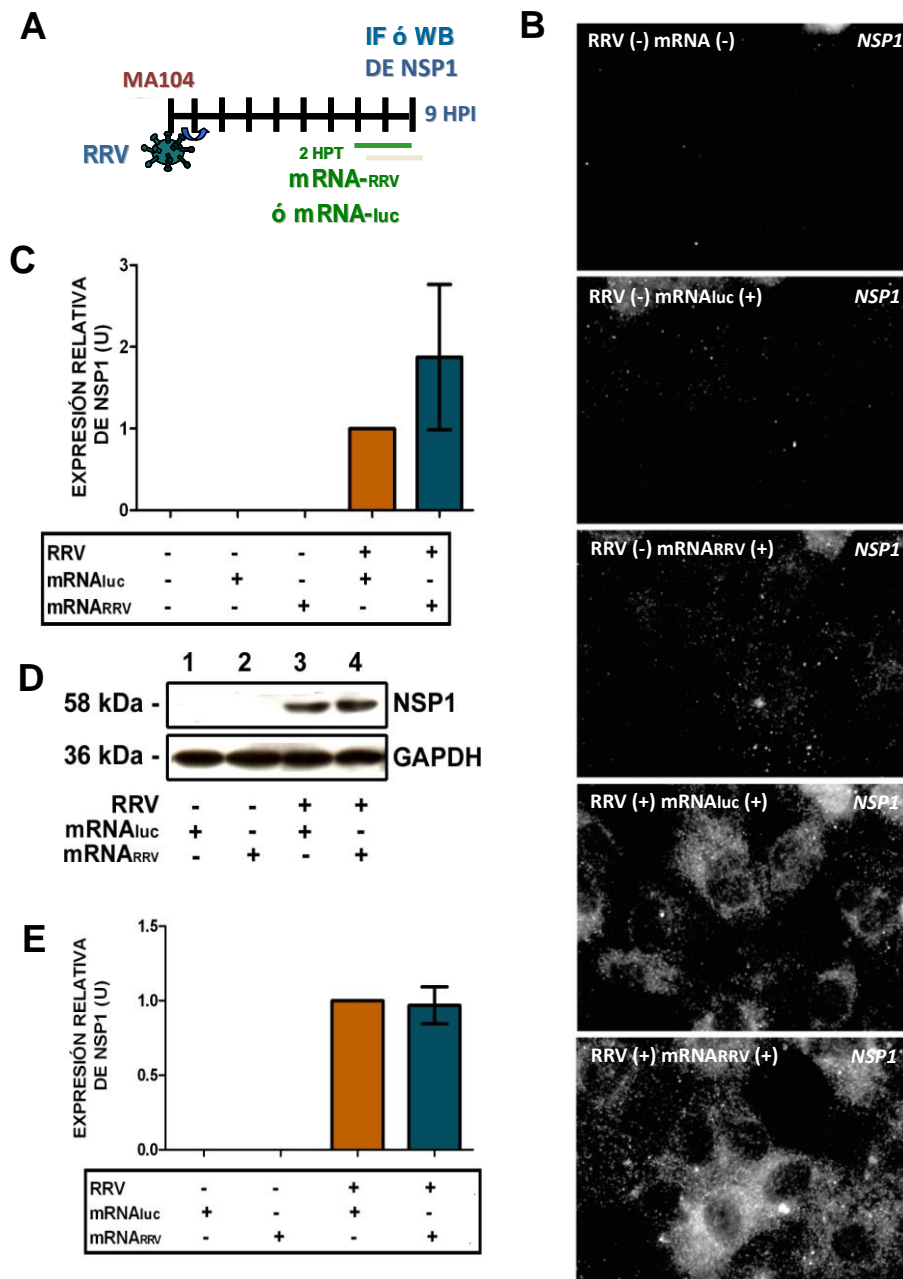 A
IF ó WB
DE NSP1
MA104
9 HPI
RRV
2 HPT
mRNA-RRV
ó mRNA-luc
B
RRV (-) mRNA (-) NSP1
RRV (-) mRNAluc (+) NSP1
RRV (-) mRNARRV (+) NSP1
RRV (+) mRNAluc (+) NSP1
RRV (+) mRNARRV (+) NSP1
C
EXPRESIÓN RELATIVA
DE NSP1 (U)
3
2
1
0
RRV - - - + +
mRNAluc - + - + -
mRNARRV - - + - +
D
1 2 3 4
58 kDa - NSP1
36 kDa - GAPDH
RRV - - + +
mRNAluc + - + -
mRNARRV - + - +
E
EXPRESIÓN RELATIVA
DE NSP1 (U)
1.5
1.0
0.5
0.0
RRV - - + +
mRNAluc + - + -
mRNARRV - + - +